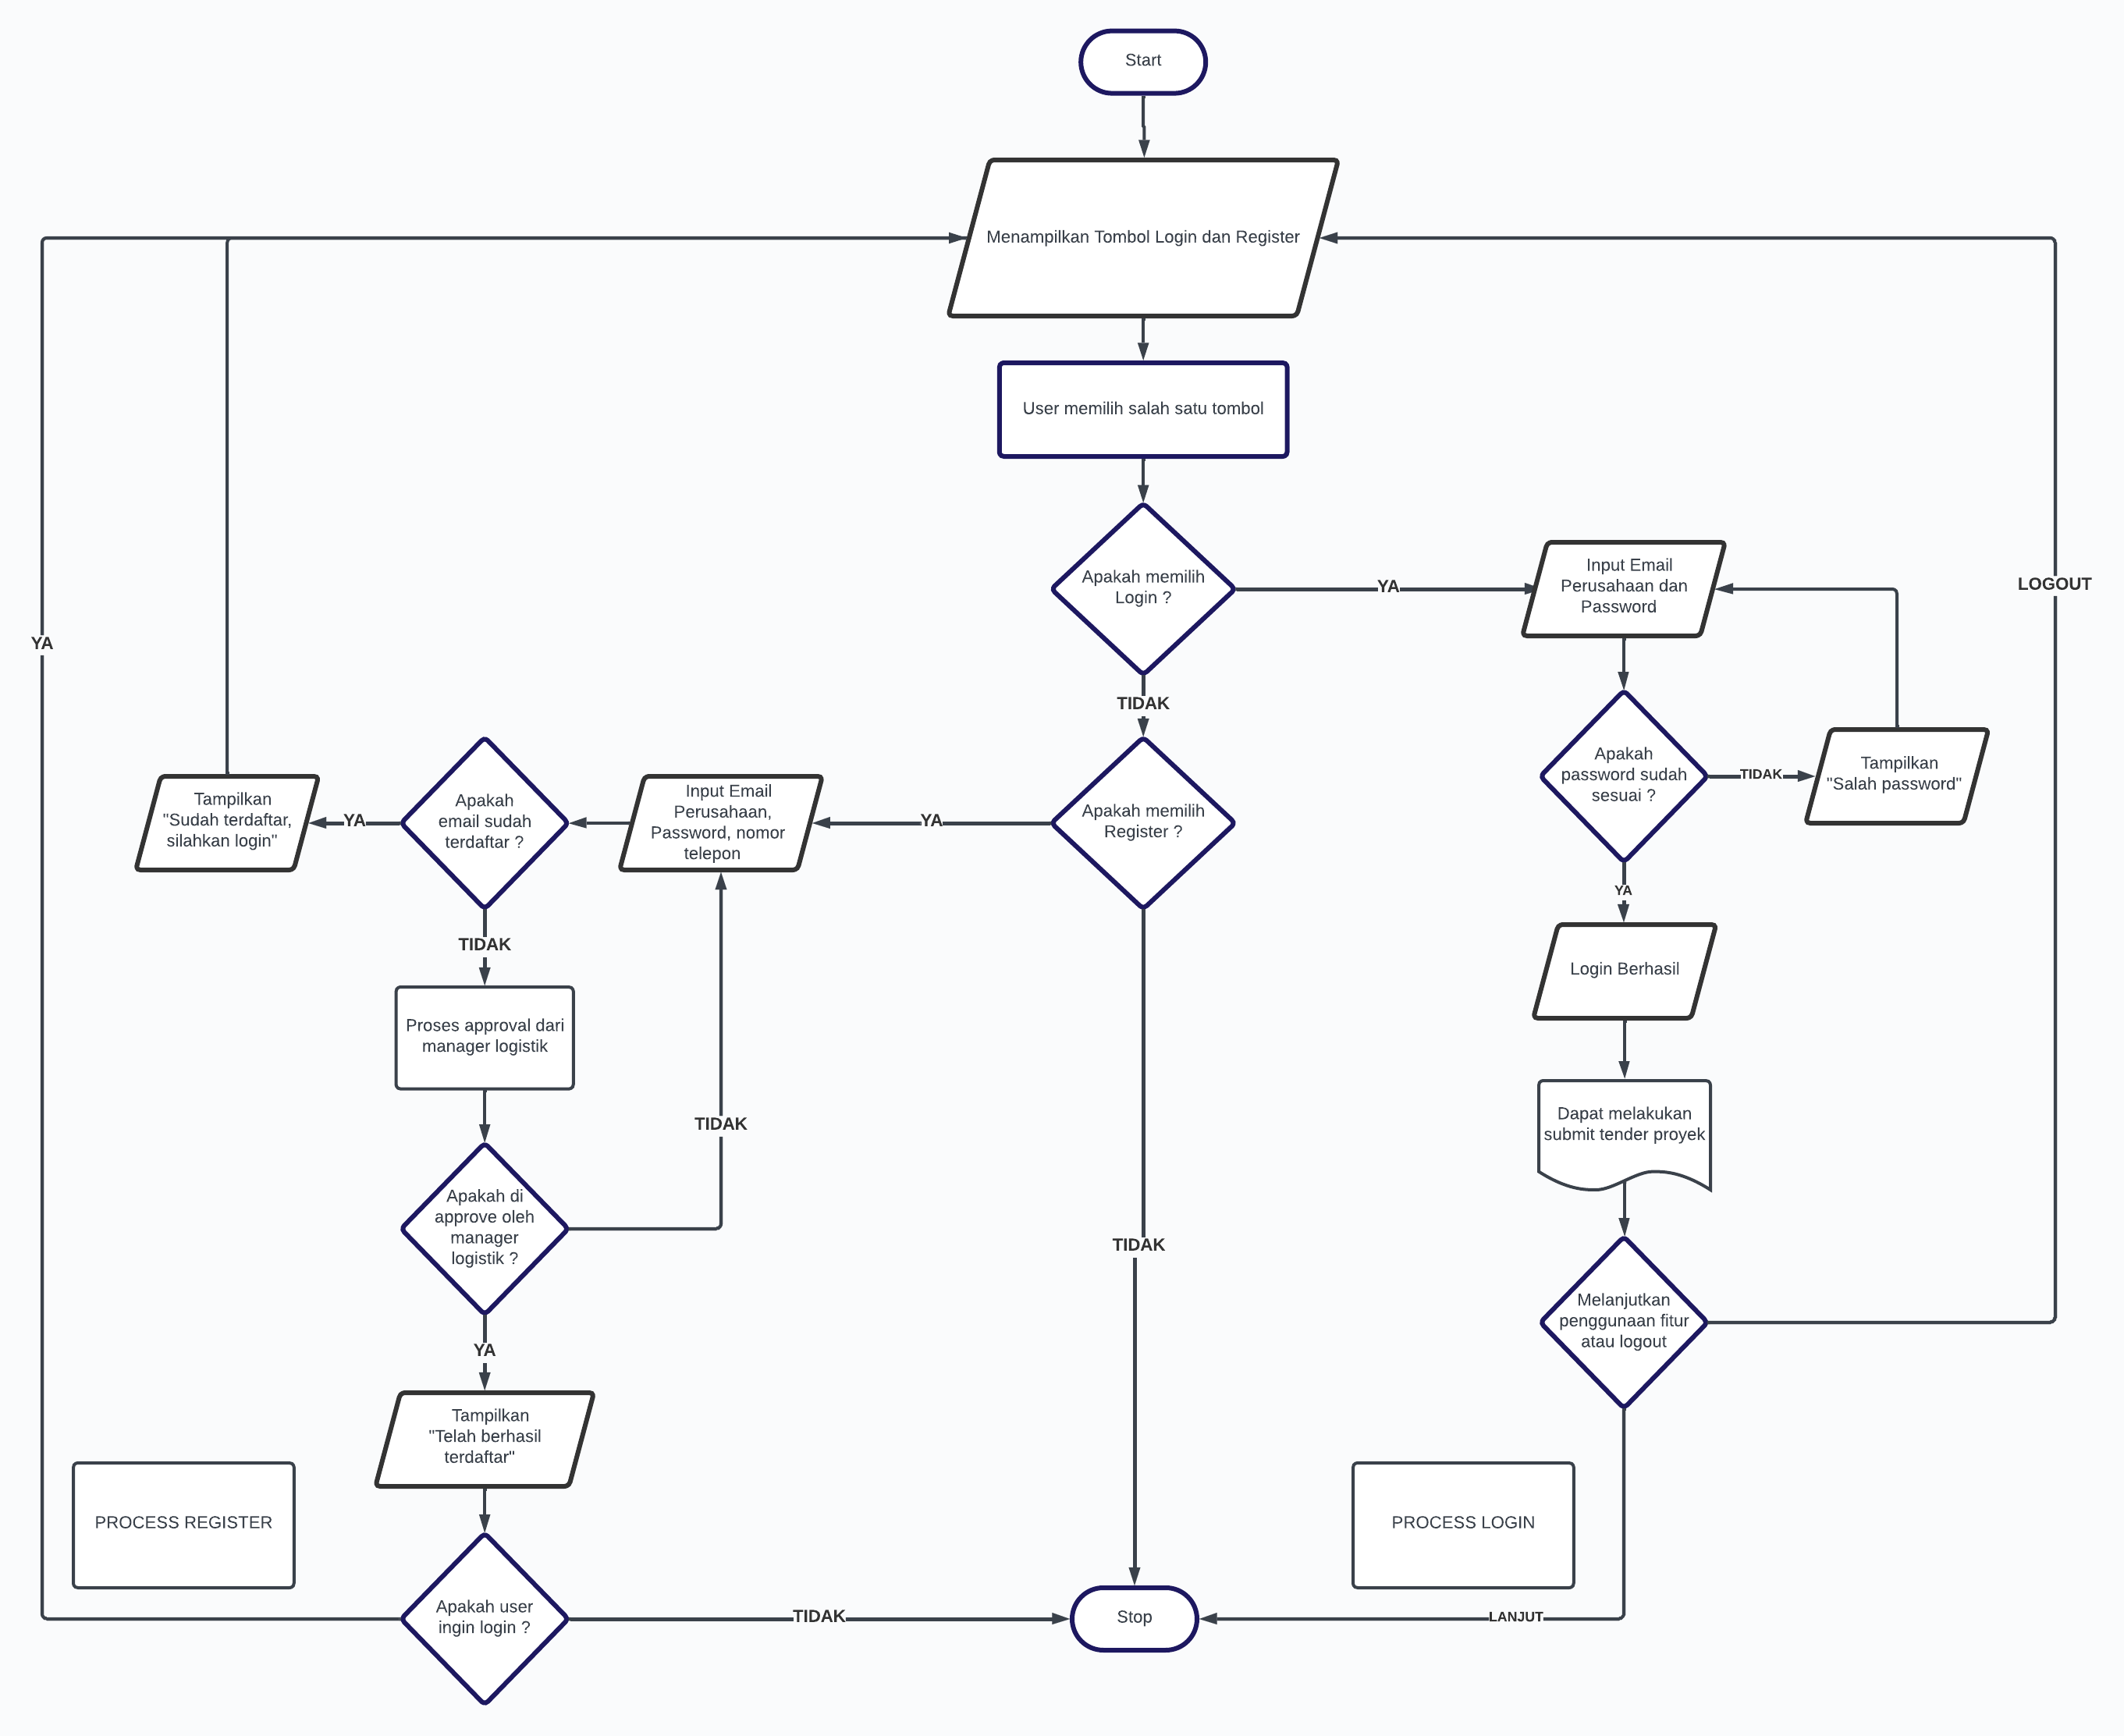 Start
Menampilkan Tombol Login dan Register
User memilih salah satu tombol
Apakah memilih
Login ?
YA
Input Email
Perusahaan dan
Password
LOGOUT
YA
TIDAK
Apakah
password sudah
sesuai ?
TIDAK
Tampilkan
"Salah password"
Tampilkan
"Sudah terdaftar,
silahkan login"
YA
Apakah
email sudah
terdaftar ?
Input Email
Perusahaan,
Password, nomor
telepon
YA
Apakah memilih
Register ?
YA
TIDAK
Login Berhasil
Proses approval dari
manager logistik
TIDAK
Dapat melakukan
submit tender proyek
Apakah di
approve oleh
manager
logistik ?
TIDAK
Melanjutkan
penggunaan fitur
atau logout
YA
Tampilkan
"Telah berhasil
terdaftar"
PROCESS REGISTER
PROCESS LOGIN
Apakah user
ingin login ?
TIDAK
Stop
LANJUT